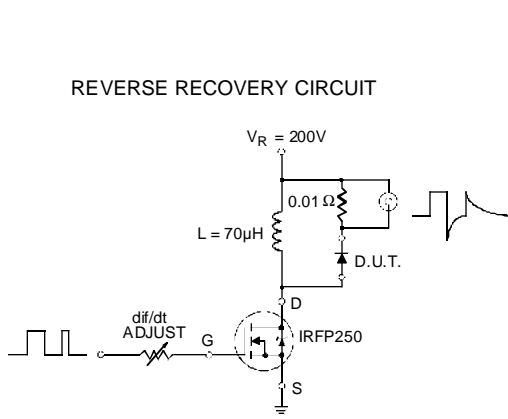 REVERSE RECOVERY CIRCUIT
VR = 200V
0.01 Ω
L = 70µH
D.U.T.
D
dif/dt
ADJUST
G
IRFP250
S